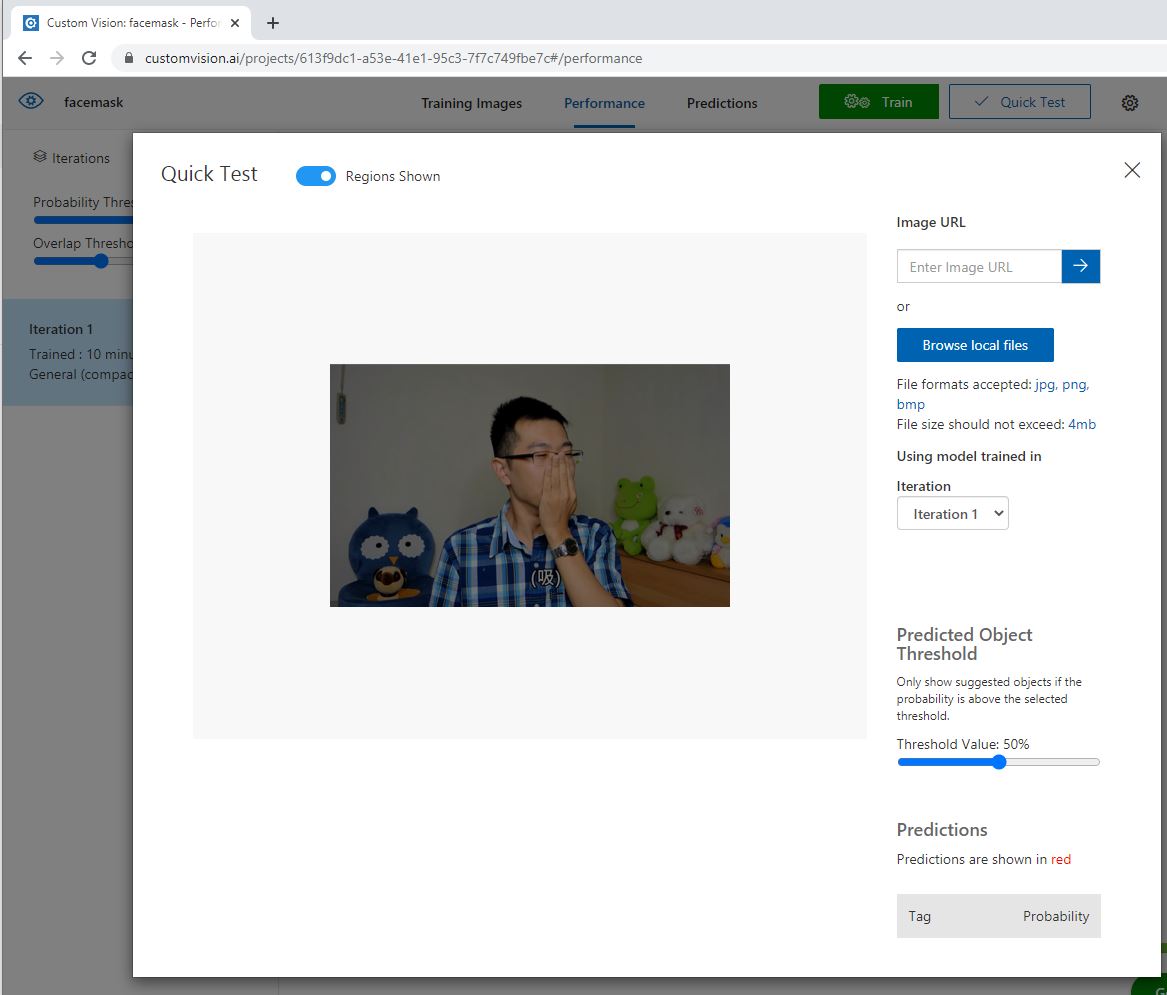 Custom Vision: facemask - Perfo
customvision.ai/projects/613f9dc1-a53e-41e1-95c3-7f7c749fbe7c#/performance
facemask
Training Images
Performance
Predictions
Train
Quick Test
Iterations
Probability Thres
Overlap Thresho
Iteration 1
Trained : 10 minu
General (compac
Quick Test
Regions Shown
(吸)
Image URL
Enter Image URL
or
Browse local files
File formats accepted: jpg, png,
bmp
File size should not exceed: 4mb
Using model trained in
Iteration
Iteration 1
Predicted Object
Threshold
Only show suggested objects if the
probability is above the selected
threshold.
Threshold Value: 50%
Predictions
Predictions are shown in red
Tag Probability